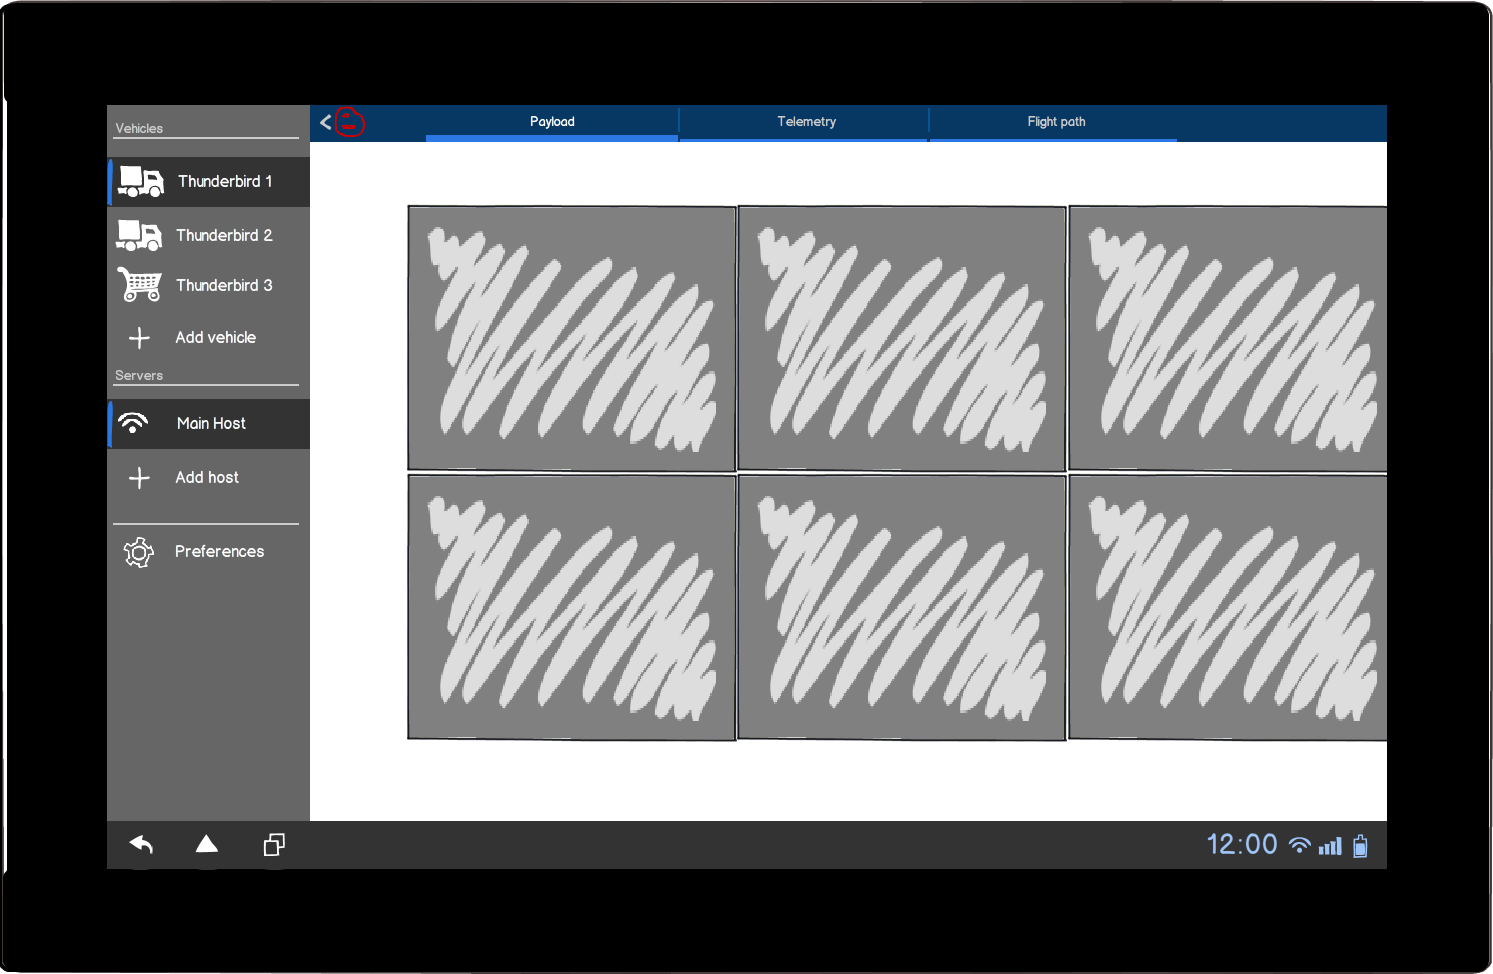 Vehicles
Thunderbird 1
Thunderbird 2
Thunderbird 3
Add vehicle
Servers
Main Host
Add host
Preferences
Payload
Telemetry
Flight path
12:00